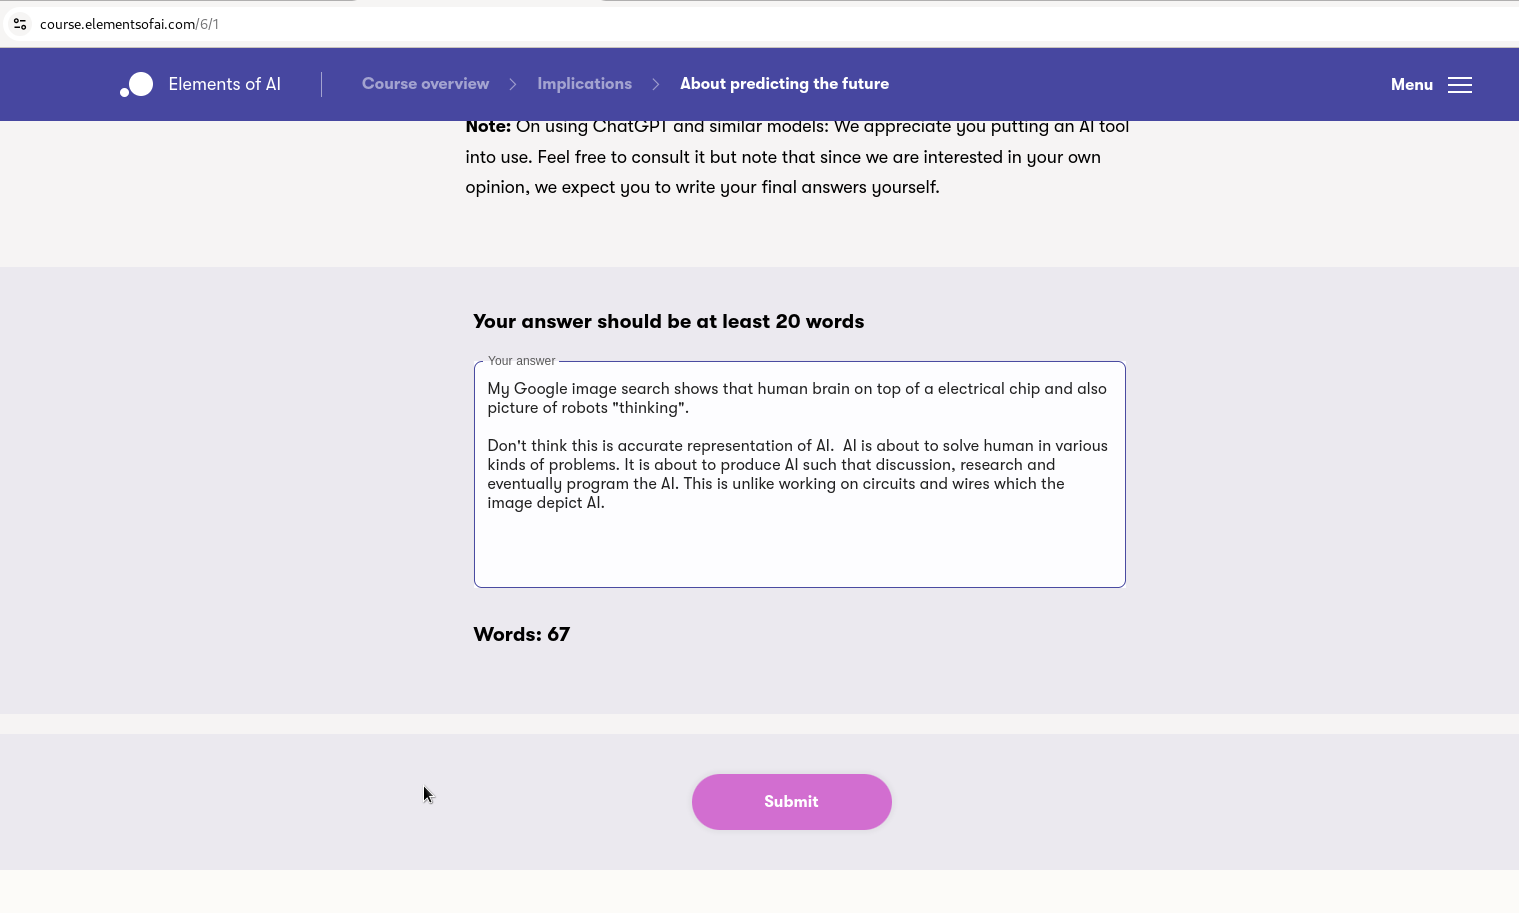 course.elementsofai.com/6/1
Elements of AI
Course overview
Implications
About predicting the future
Menu
Note: On using ChatGPT and similar models: We appreciate you putting an AI tool
into use. Feel free to consult it but note that since we are interested in your own
opinion, we expect you to write your final answers yourself.
Your answer should be at least 20 words
Your answer
My Google image search shows that human brain on top of a electrical chip and also
picture of robots "thinking".
Don't think this is accurate representation of AI.  AI is about to solve human in various
kinds of problems. It is about to produce AI such that discussion, research and
eventually program the AI. This is unlike working on circuits and wires which the
image depict AI.
Words: 67
Submit